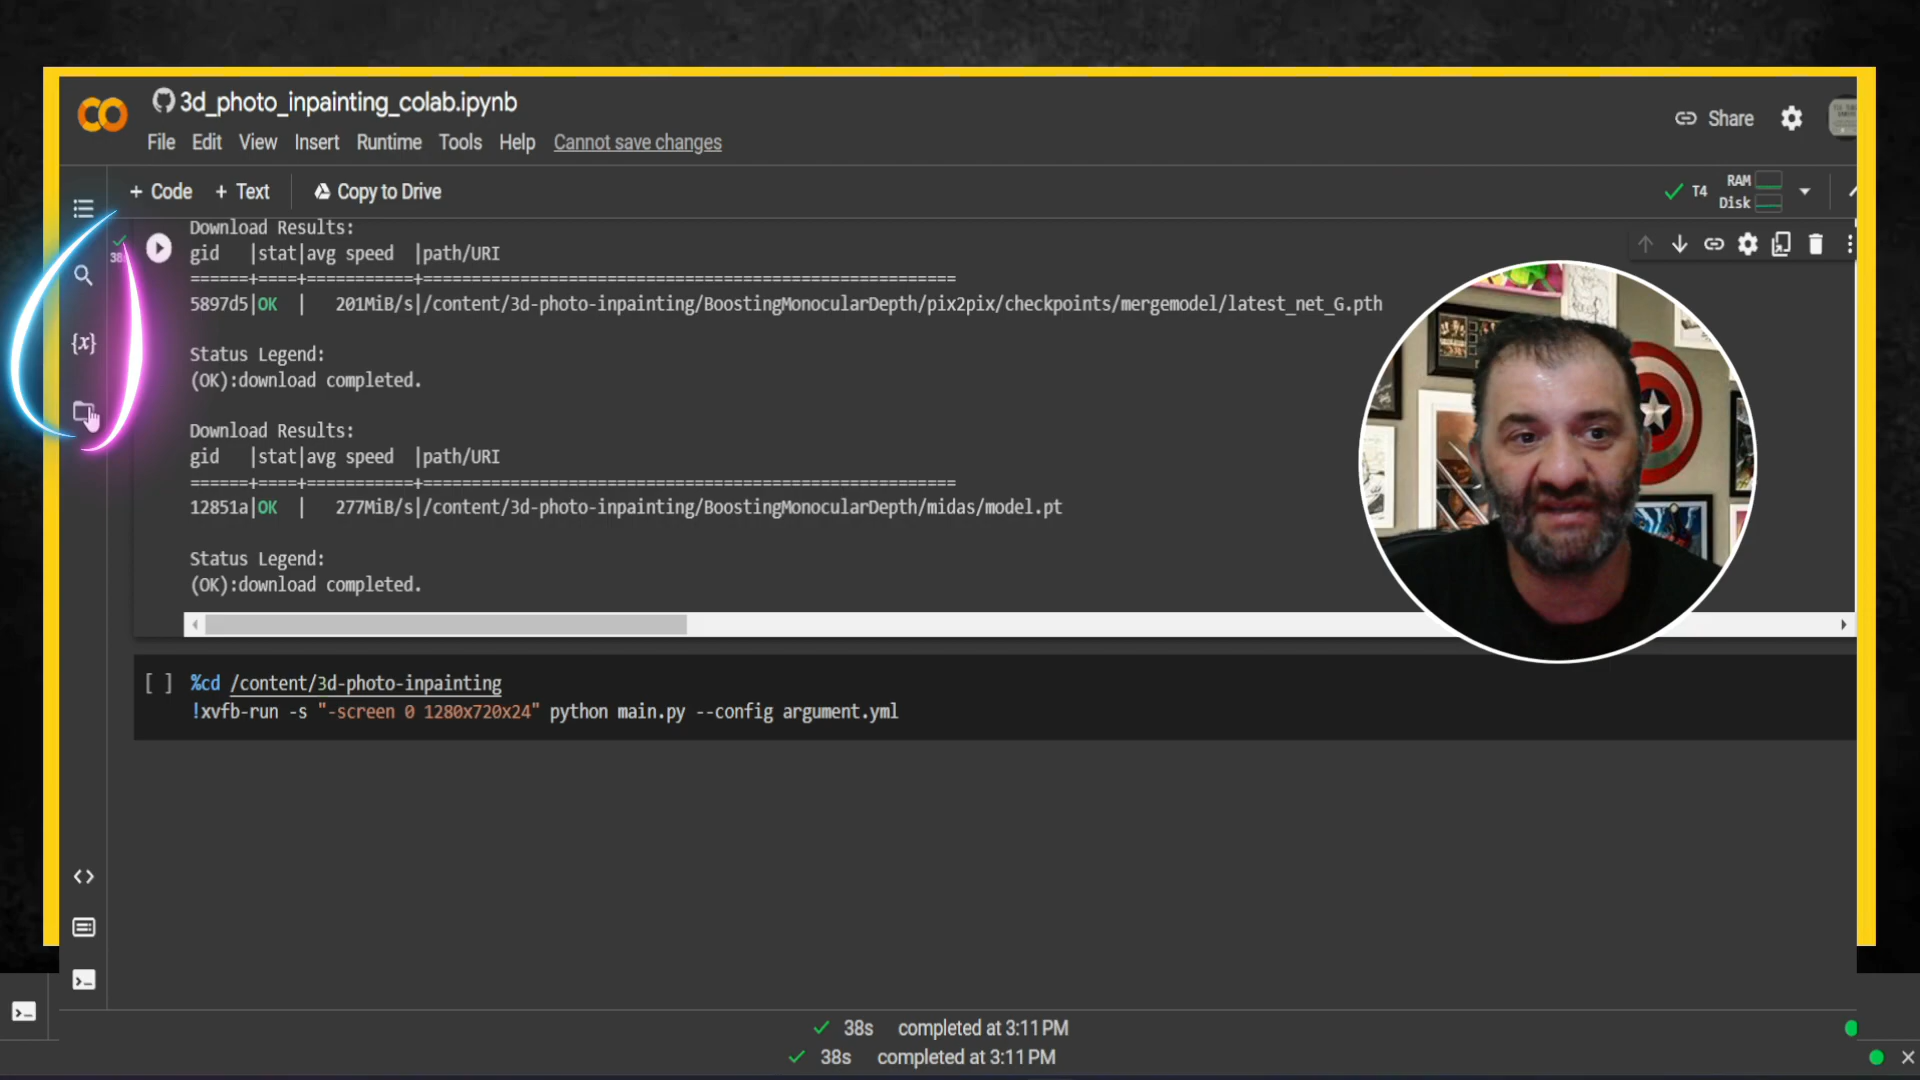 3d_photo_inpainting_colab.ipynb
File Edit View Insert Runtime Tools Help Cannot save changes
Share
+ Code + Text Copy to Drive
T4 RAM
Disk
38
Download Results:
gid |stat|avg speed |path/URI
======+====+===========+=======================================================
5897d5|OK | 201MiB/s|/content/3d-photo-inpainting/BoostingMonocularDepth/pix2pix/checkpoints/mergemodel/latest_net_G.pth
Status Legend:
(OK):download completed.
{x}
Download Results:
gid |stat|avg speed |path/URI
======+====+===========+=======================================================
12851a|OK | 277MiB/s|/content/3d-photo-inpainting/BoostingMonocularDepth/midas/model.pt
Status Legend:
(OK):download completed.
[ ] %cd /content/3d-photo-inpainting
!xvfb-run -s "-screen 0 1280x720x24" python main.py --config argument.yml
38s completed at 3:11 PM
38s completed at 3:11 PM